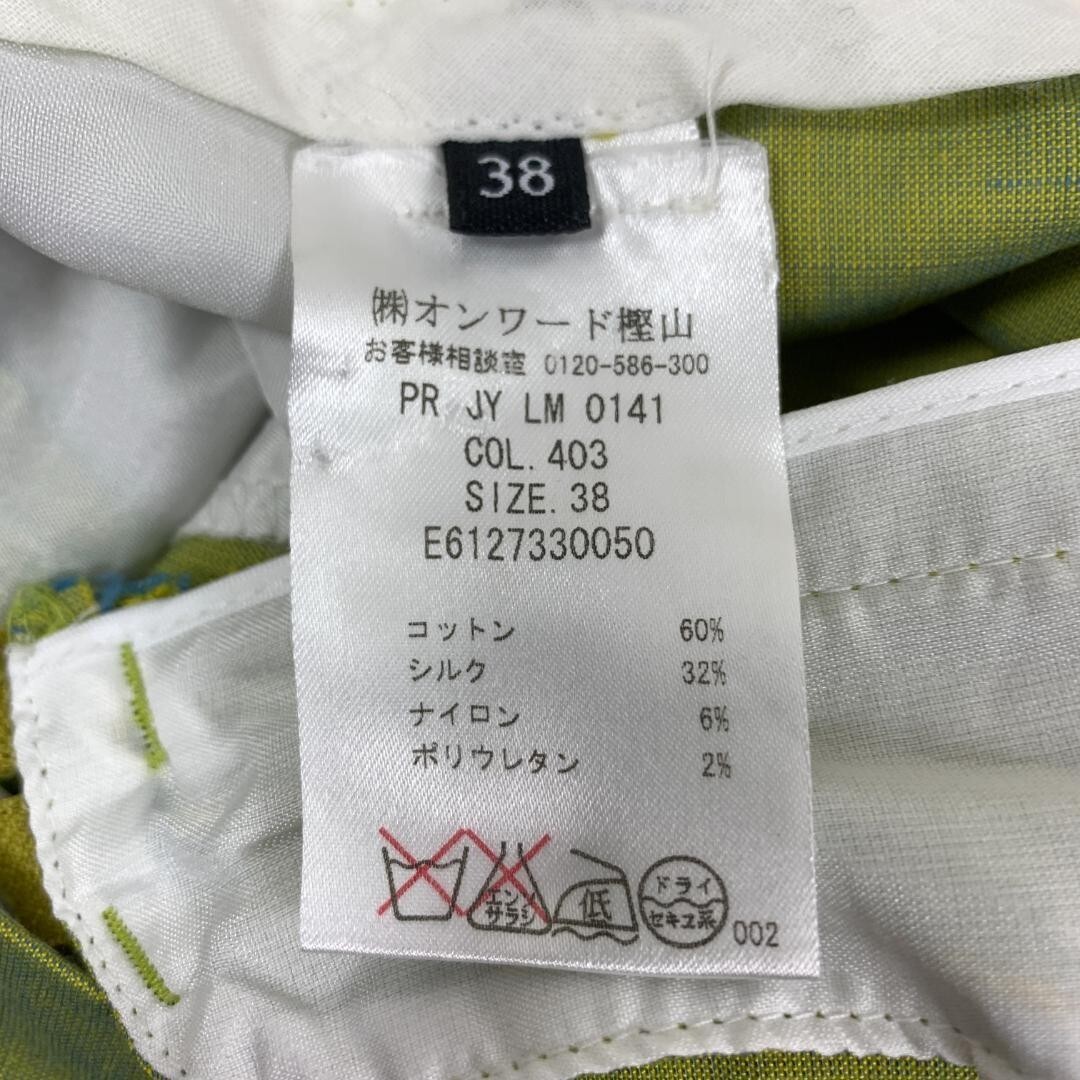 38
㈱オンワード樫山
お客様相談室 0120-586-300
PR JY LM 0141
COL. 403
SIZE. 38
E6127330050
コットン 60%
シルク 32%
ナイロン 6%
ポリウレタン 2%
エンソ
サラシ
低
ドライ
セキユ系
002